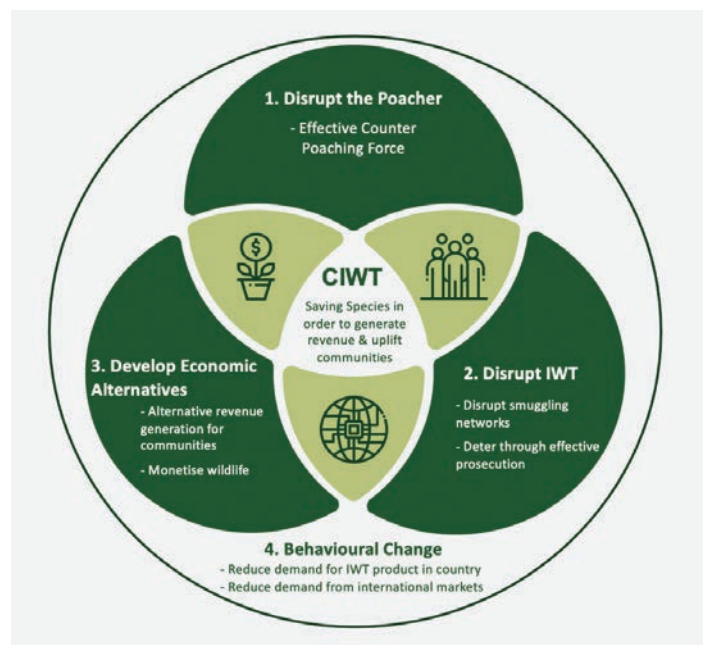 1. Disrupt the Poacher
- Effective Counter
Poaching Force
$
CIWT
Saving Species in
order to generate
revenue & uplift
communities
3. Develop Economic
Alternatives
- Alternative revenue
generation for
communities
- Monetise wildlife
2. Disrupt IWT
- Disrupt smuggling
networks
- Deter through effective
prosecution
4. Behavioural Change
- Reduce demand for IWT product in country
- Reduce demand from international markets